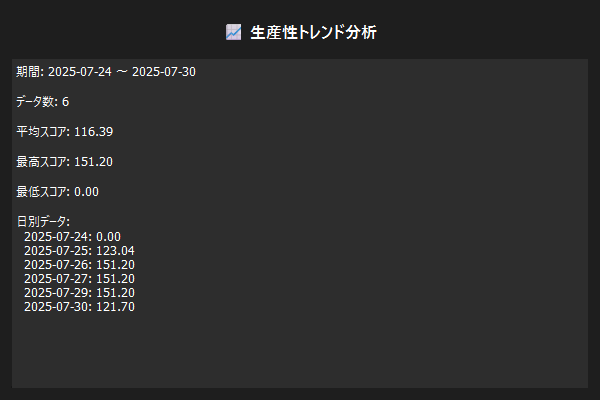 📈 生産性トレンド分析
期間: 2025-07-24 ～ 2025-07-30
データ数: 6
平均スコア: 116.39
最高スコア: 151.20
最低スコア: 0.00
日別データ:
2025-07-24: 0.00
2025-07-25: 123.04
2025-07-26: 151.20
2025-07-27: 151.20
2025-07-29: 151.20
2025-07-30: 121.70